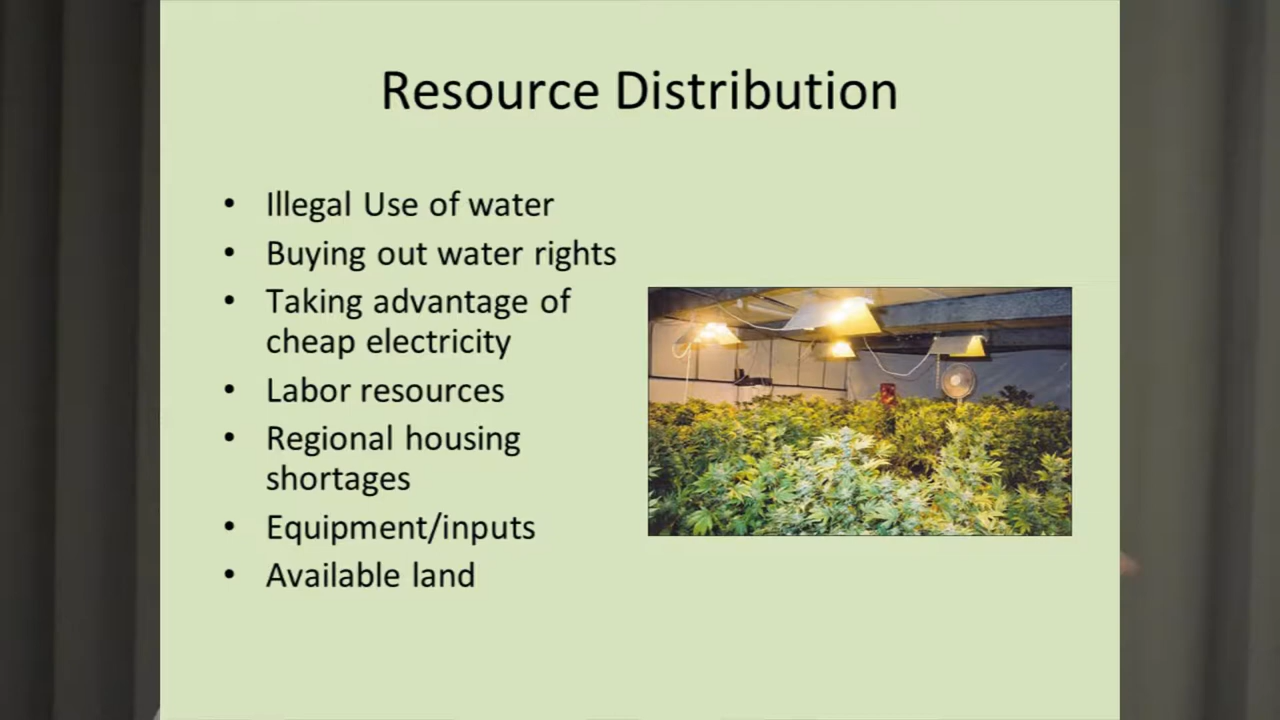 Resource Distribution
• Illegal Use of water
• Buying out water rights
• Taking advantage of
cheap electricity
• Labor resources
• Regional housing
shortages
• Equipment/inputs
• Available land